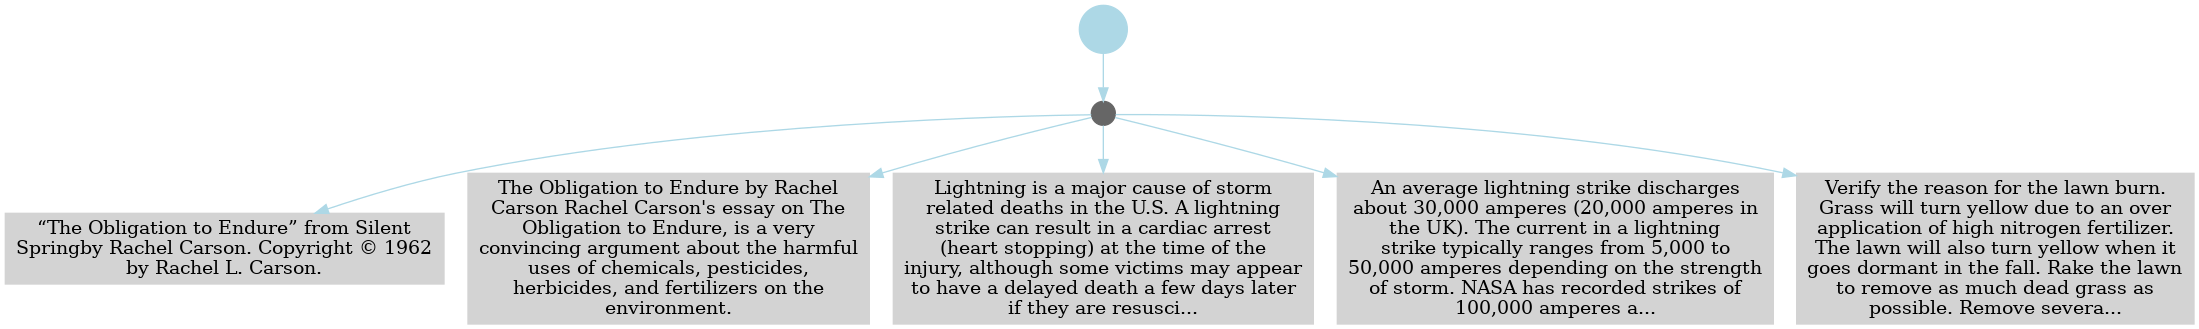 “The Obligation to Endure” from Silent
Springby Rachel Carson. Copyright © 1962
by Rachel L. Carson.
The Obligation to Endure by Rachel
Carson Rachel Carson's essay on The
Obligation to Endure, is a very
convincing argument about the harmful
uses of chemicals, pesticides,
herbicides, and fertilizers on the
environment.
Lightning is a major cause of storm
related deaths in the U.S. A lightning
strike can result in a cardiac arrest
(heart stopping) at the time of the
injury, although some victims may appear
to have a delayed death a few days later
if they are resusci...
An average lightning strike discharges
about 30,000 amperes (20,000 amperes in
the UK). The current in a lightning
strike typically ranges from 5,000 to
50,000 amperes depending on the strength
of storm. NASA has recorded strikes of
100,000 amperes a...
Verify the reason for the lawn burn.
Grass will turn yellow due to an over
application of high nitrogen fertilizer.
The lawn will also turn yellow when it
goes dormant in the fall. Rake the lawn
to remove as much dead grass as
possible. Remove severa...